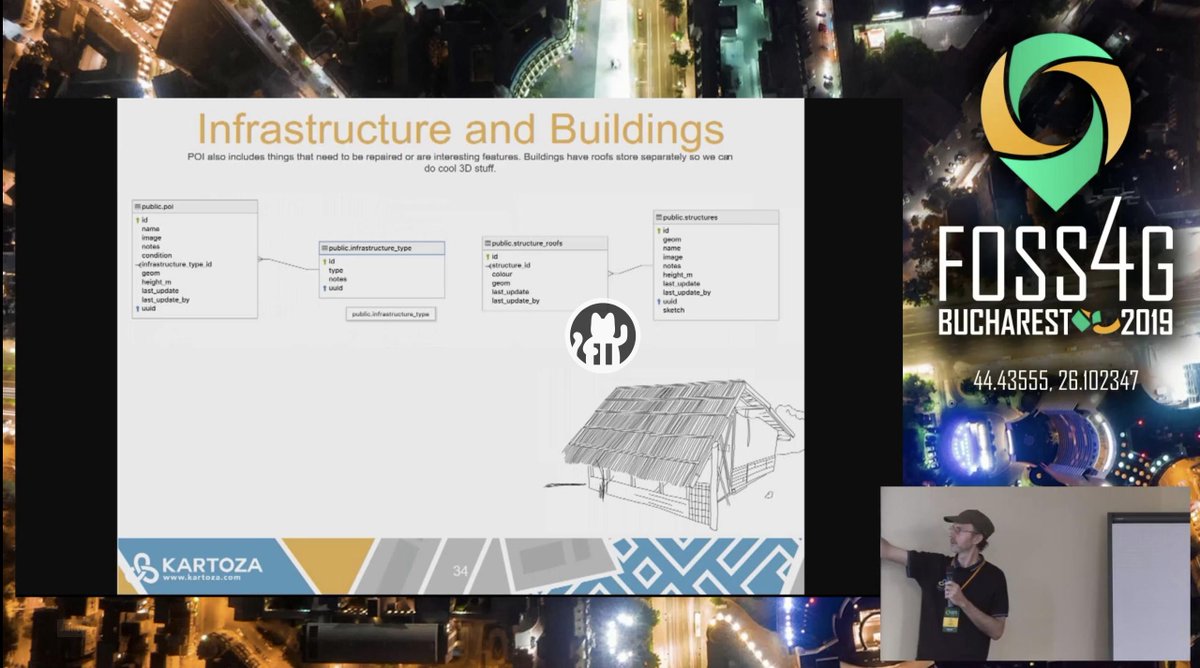 Infrastructure and Buildings
POI also includes things that need to be repaired or are interesting features. Buildings have roofs store separately so we can
do cool 3D stuff.
public.poi
id
name
image
notes
condition
infrastructure_type_id
geom
height_m
last_update
last_update_by
uuid
public.infrastructure_type
id
type
notes
uuid
public.infrastructure_type
public.structure_roofs
id
structure_id
colour
geom
last_update
last_update_by
public.structures
id
geom
name
image
notes
height_m
last_update
last_update_by
uuid
sketch
KARTOZA
www.kartoza.com
34
FOSS4G
BUCHAREST 2019
44.43555, 26.102347